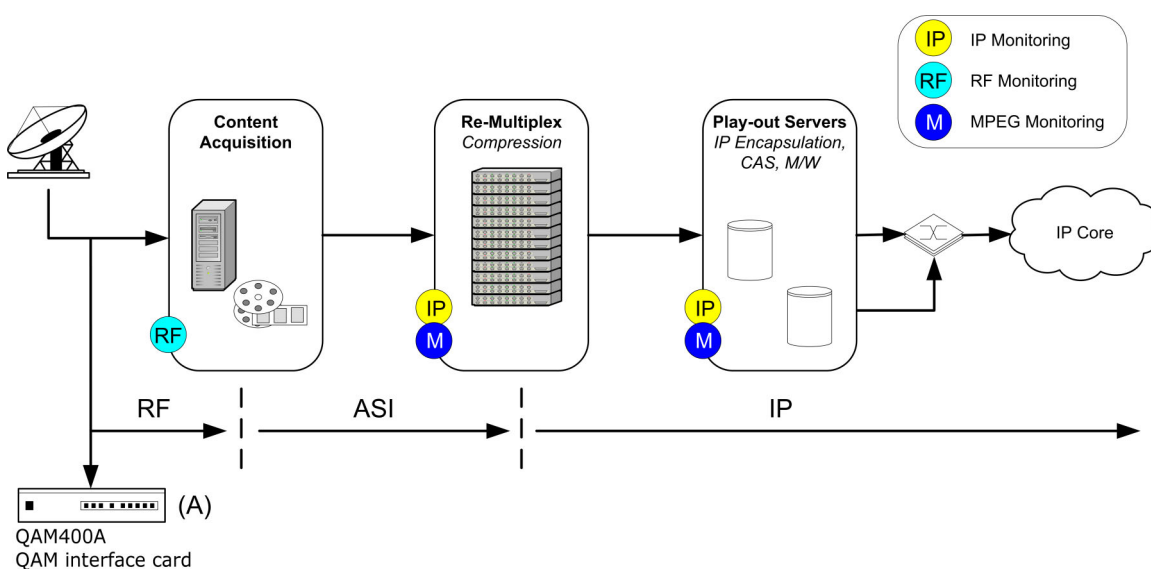 IP IP Monitoring
RF RF Monitoring
M MPEG Monitoring
Content
Acquisition
Re-Multiplex
Compression
Play-out Servers
IP Encapsulation,
CAS, M/W
IP Core
RF
IP
M
IP
M
RF
ASI
IP
(A)
QAM400A
QAM interface card